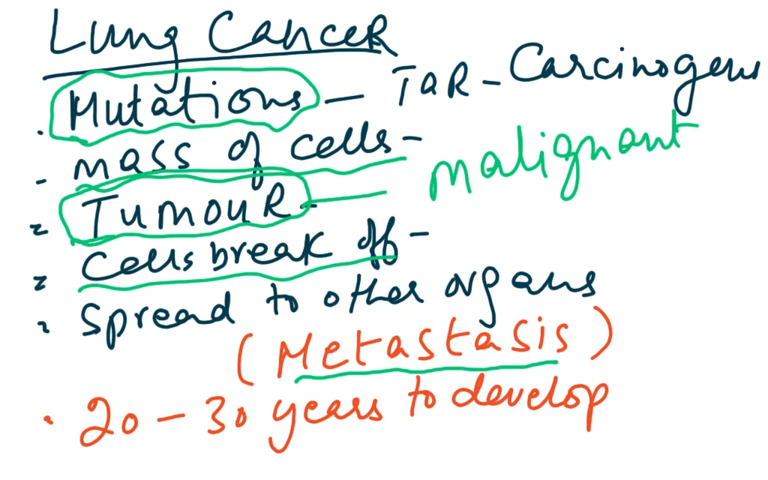 Lung Cancer
Mutations — TaR - Carcinogens
- mass of cells -
Tumour - malignant
Cells break off -
Spread to other organs
(Metastasis)
· 20 - 30 years to develop